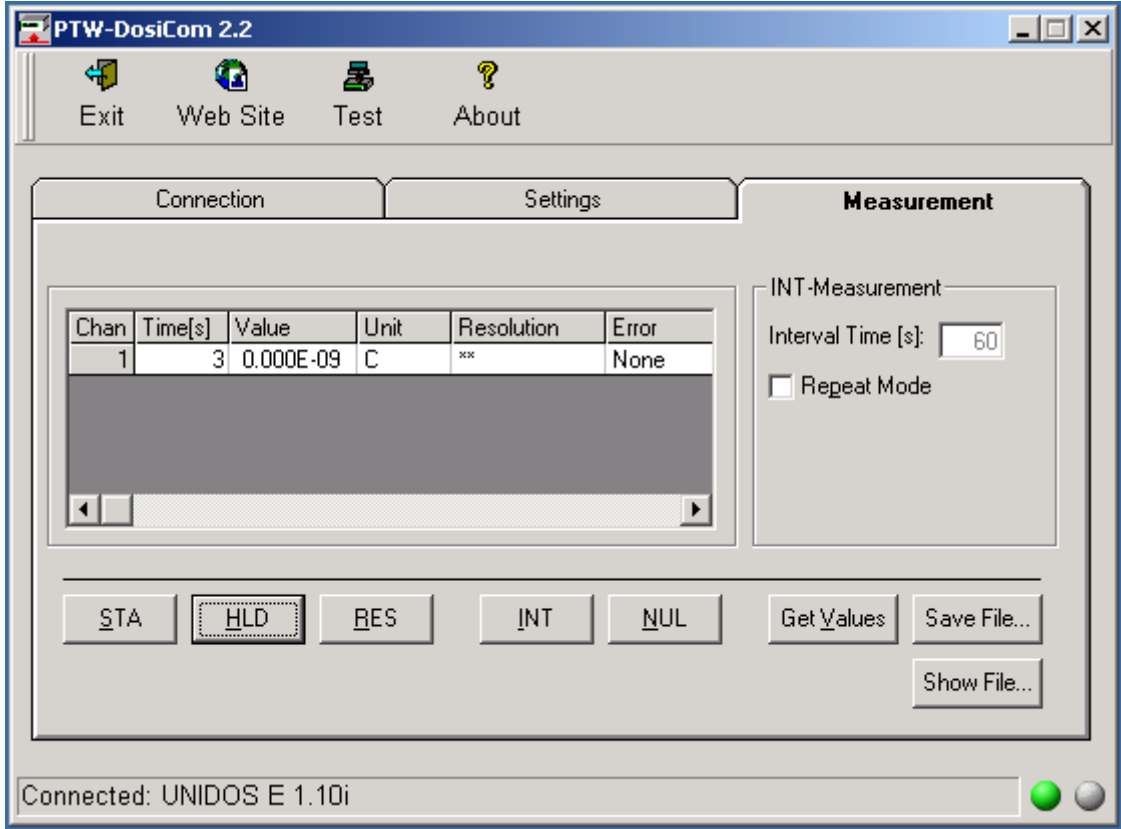 PTW-DosiCom 2.2
Exit Web Site Test About
Connection Settings Measurement
INT-Measurement
Chan Time[s] Value Unit Resolution Error
1 3 0.000E-09 C ** None
Interval Time [s]: 60
Repeat Mode
STA HLD RES INT NUL Get Values Save File...
Show File...
Connected: UNIDOS E 1.10i